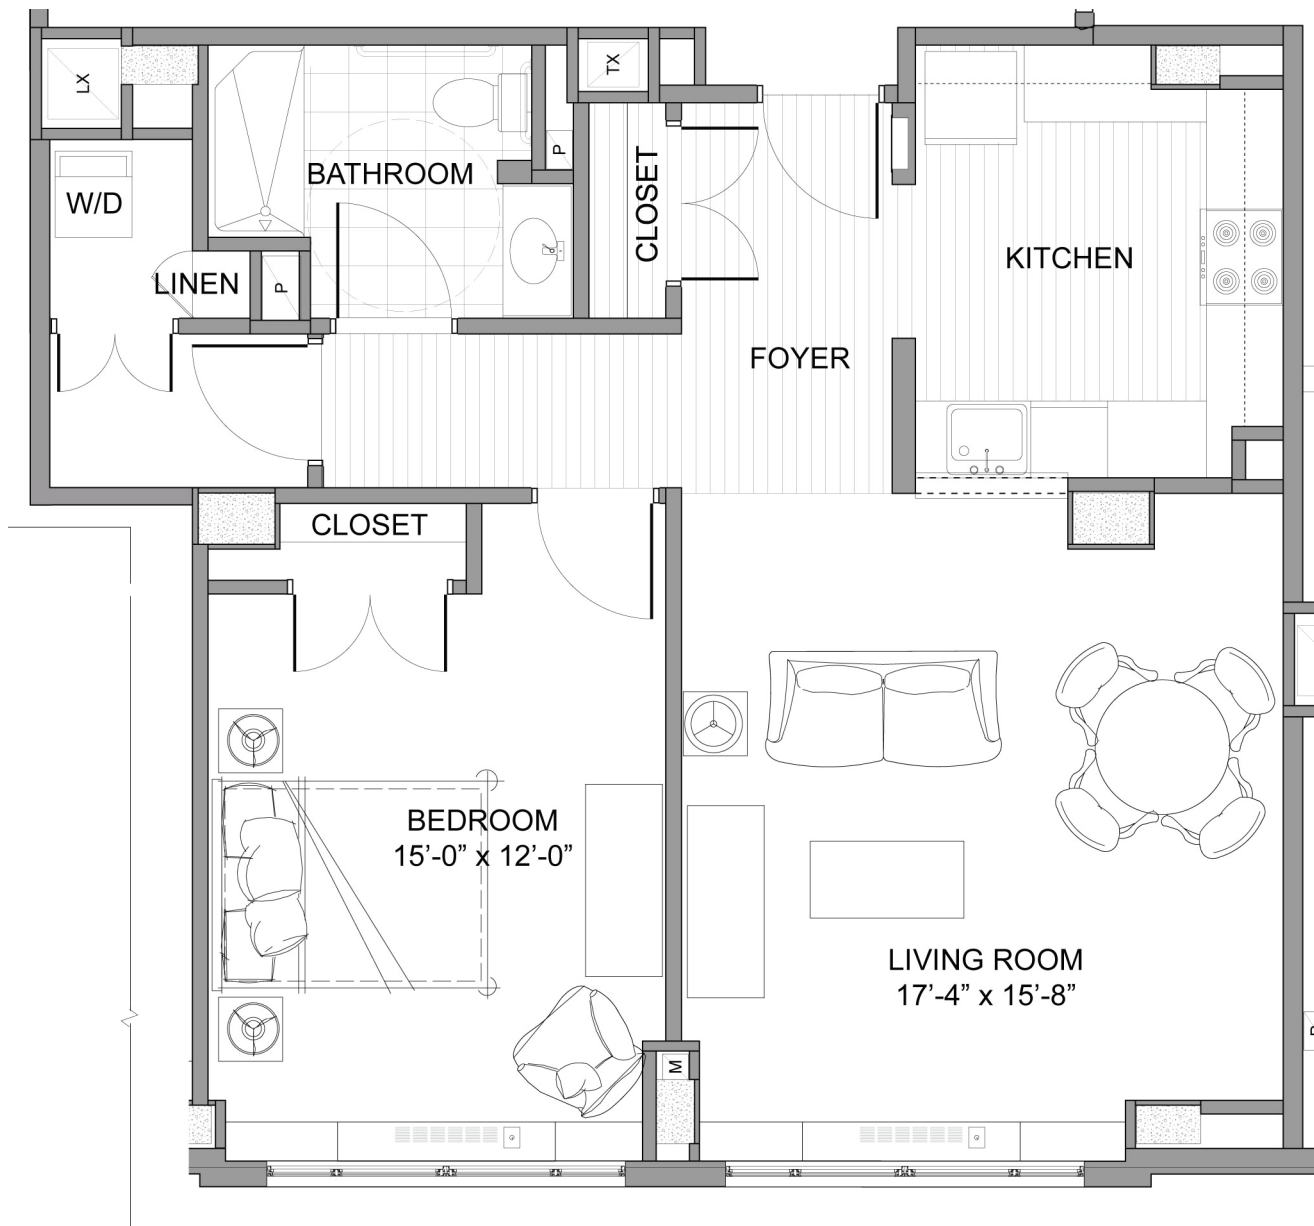 LX
TX
BATHROOM
P
W/D
CLOSET
KITCHEN
LINEN
P
FOYER
CLOSET
BEDROOM
15’-0” x 12’-0”
LIVING ROOM
17’-4” x 15’-8”
M